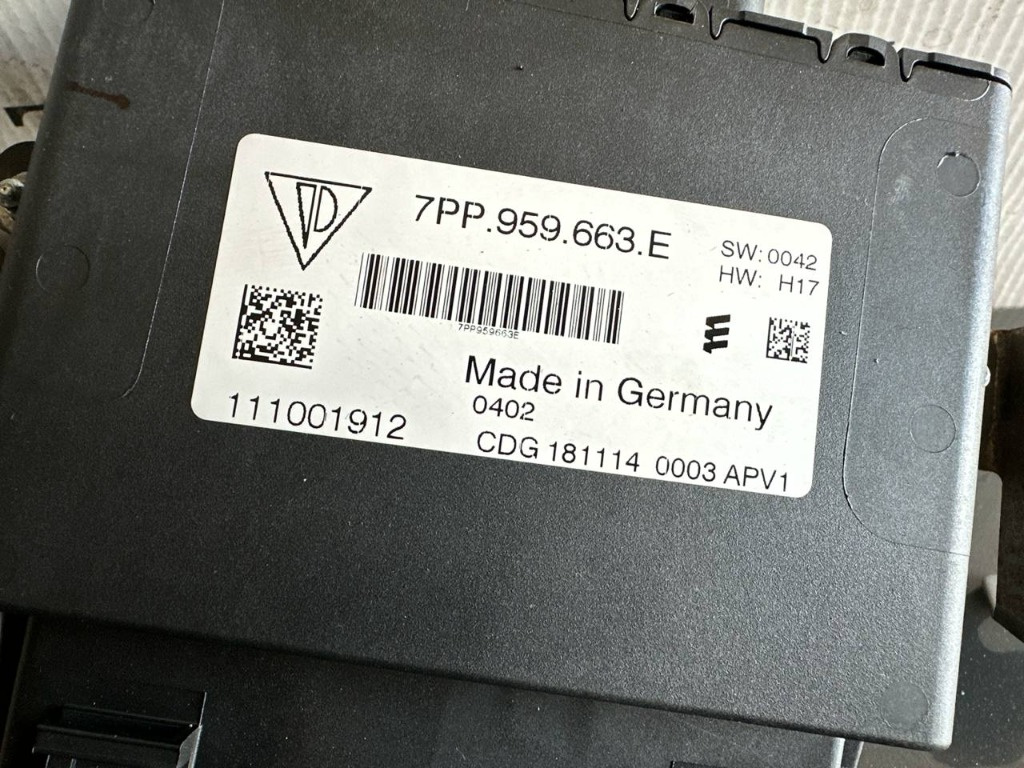 7PP.959.663.E
SW: 0042
HW: H17
7PP959663E
Made in Germany
0402
111001912
CDG 181114 0003 APV1